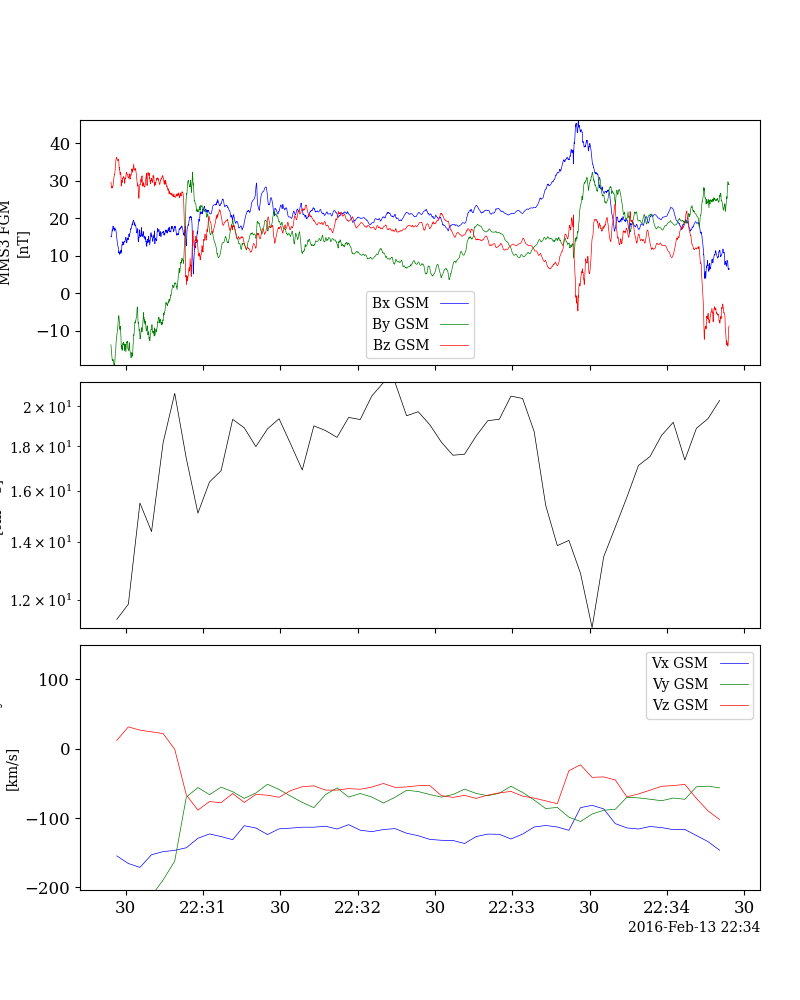 MMS3 FGM
[nT]
40
30
20
10
0
−10
Bx GSM
By GSM
Bz GSM
2 × 10¹
1.8 × 10¹
1.6 × 10¹
1.4 × 10¹
1.2 × 10¹
Vx GSM
Vy GSM
Vz GSM
[km/s]
100
0
−100
−200
30 22:31 30 22:32 30 22:33 30 22:34 30
2016-Feb-13 22:34